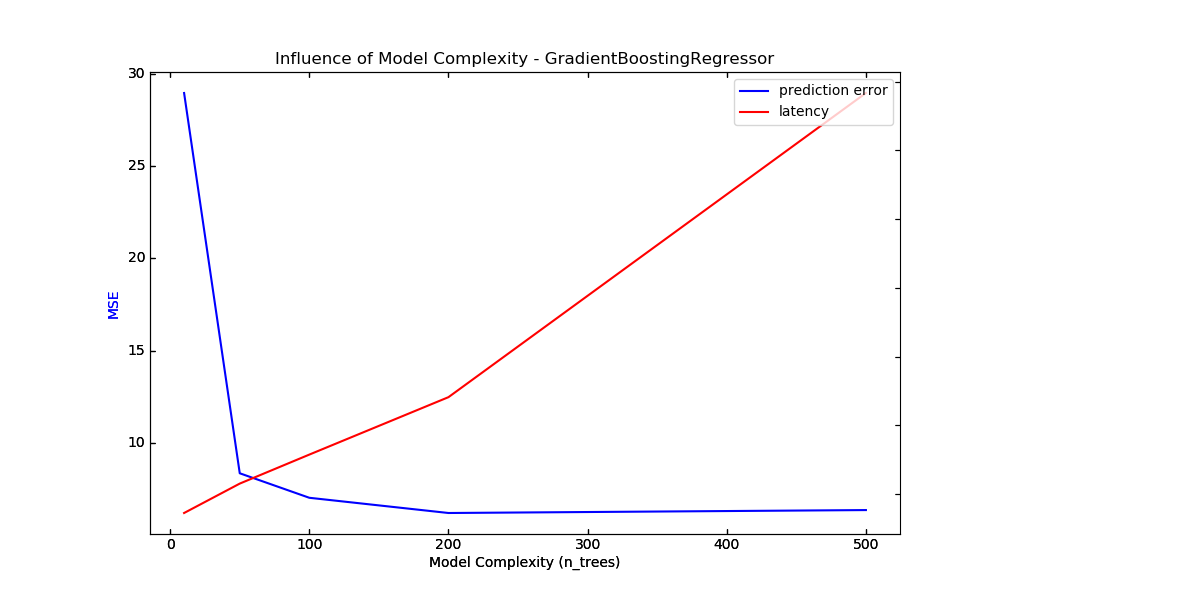 Influence of Model Complexity - GradientBoostingRegressor
30
25
20
15
10
MSE
prediction error
latency
0 100 200 300 400 500
Model Complexity (n_trees)